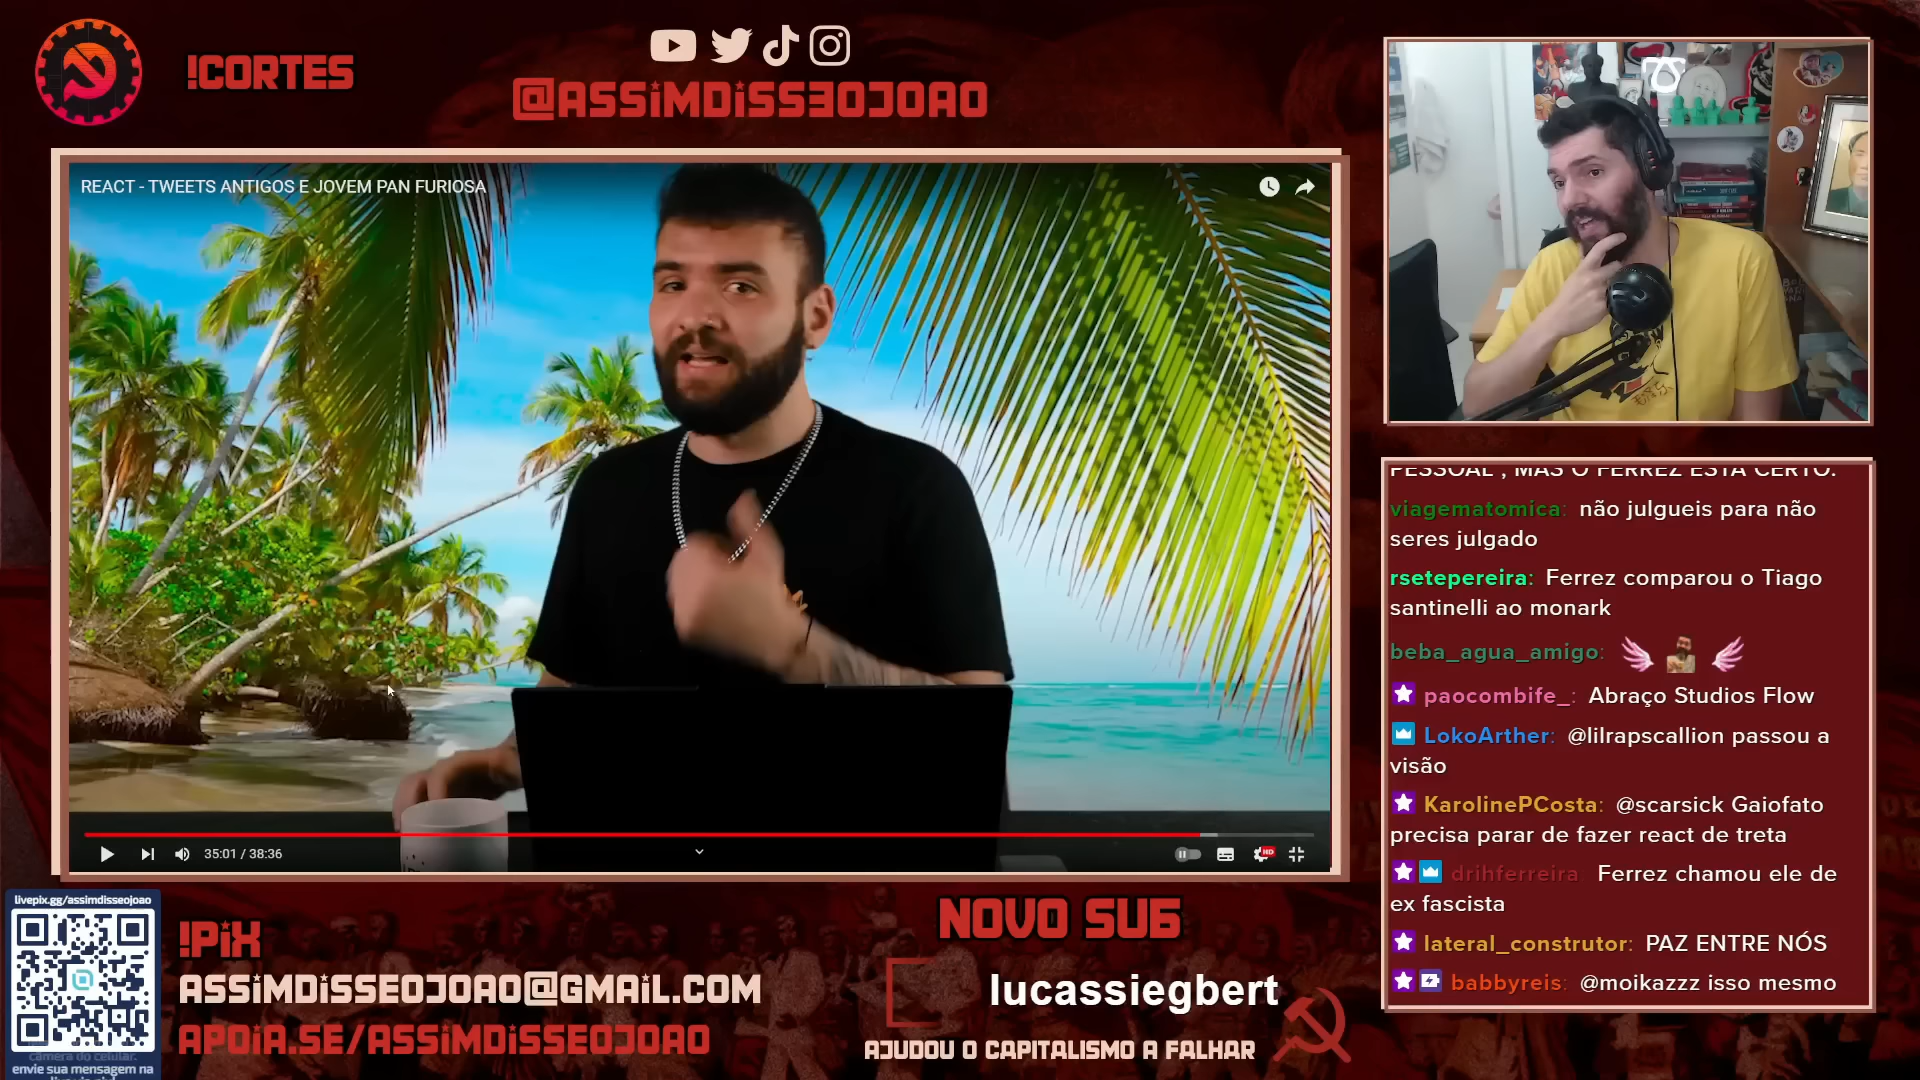 !CORTES
@ASSIMDISSEOJOAO
REACT - TWEETS ANTIGOS E JOVEM PAN FURIOSA
35:01 / 38:36
HD
PESSOAL , MAS O FERREZ ESTA CERTO.
viagematomica: não julgueis para não
seres julgado
rsetepereira: Ferrez comparou o Tiago
santinelli ao monark
beba_agua_amigo:
paocombife_: Abraço Studios Flow
LokoArther: @lilrapscallion passou a
visão
KarolinePCosta: @scarsick Gaiofato
precisa parar de fazer react de treta
drihferreira: Ferrez chamou ele de
ex fascista
lateral_construtor: PAZ ENTRE NÓS
babbyreis: @moikazzz isso mesmo
livepix.gg/assimdisseojoao
câmera do celular.
envie sua mensagem na
!PIX
ASSIMDISSEOJOAO@GMAIL.COM
APOIA.SE/ASSIMDISSEOJOAO
NOVO SUB
lucassiegbert
AJUDOU O CAPITALISMO A FALHAR